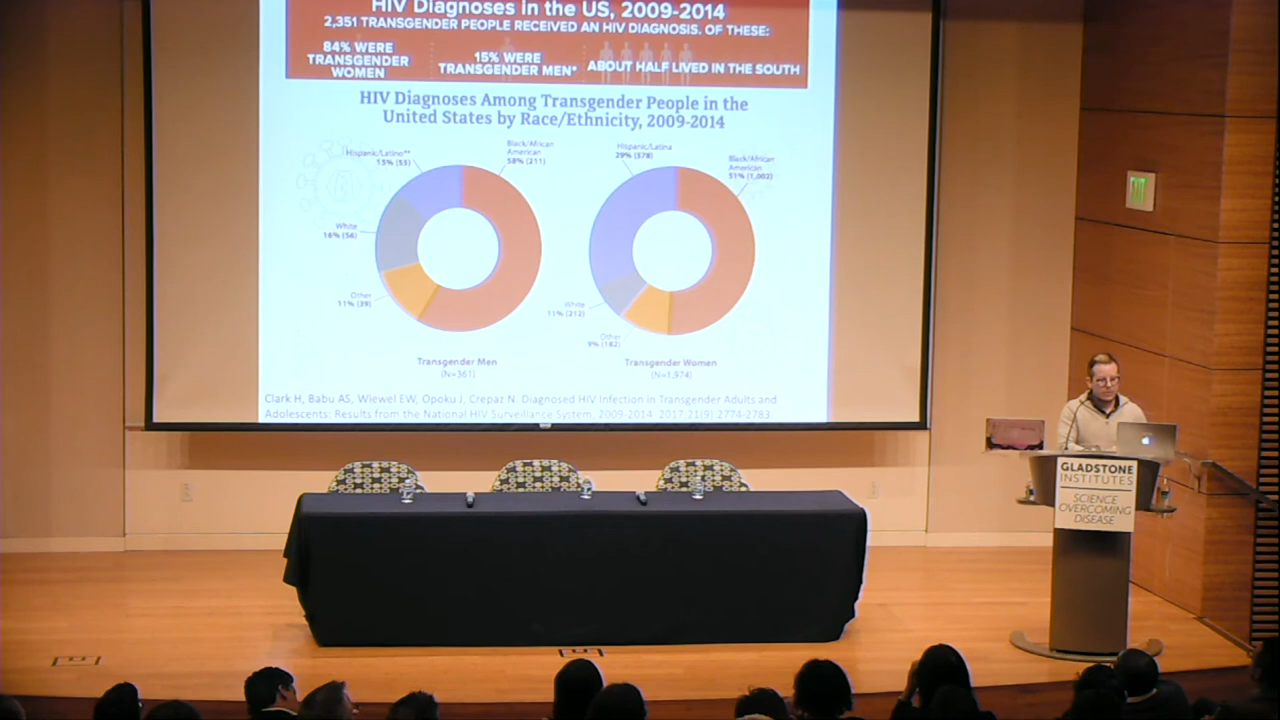 HIV Diagnoses in the US, 2009-2014
2,351 TRANSGENDER PEOPLE RECEIVED AN HIV DIAGNOSIS. OF THESE:
84% WERE
TRANSGENDER
WOMEN
15% WERE
TRANSGENDER MEN*
ABOUT HALF LIVED IN THE SOUTH
HIV Diagnoses Among Transgender People in the
United States by Race/Ethnicity, 2009-2014
Hispanic/Latino**
15% (55)
Black/African
American
58% (211)
White
16% (56)
Other
11% (39)
Transgender Men
(N=361)
Hispanic/Latina
29% (578)
Black/African
American
51% (1,002)
White
11% (212)
Other
9% (182)
Transgender Women
(N=1,974)
Clark H, Babu AS, Wiewel EW, Opoku J, Crepaz N. Diagnosed HIV Infection in Transgender Adults and
Adolescents: Results from the National HIV Surveillance System, 2009-2014. 2017;21(9):2774-2783.
EXIT
GLADSTONE
INSTITUTES
SCIENCE
OVERCOMING
DISEASE